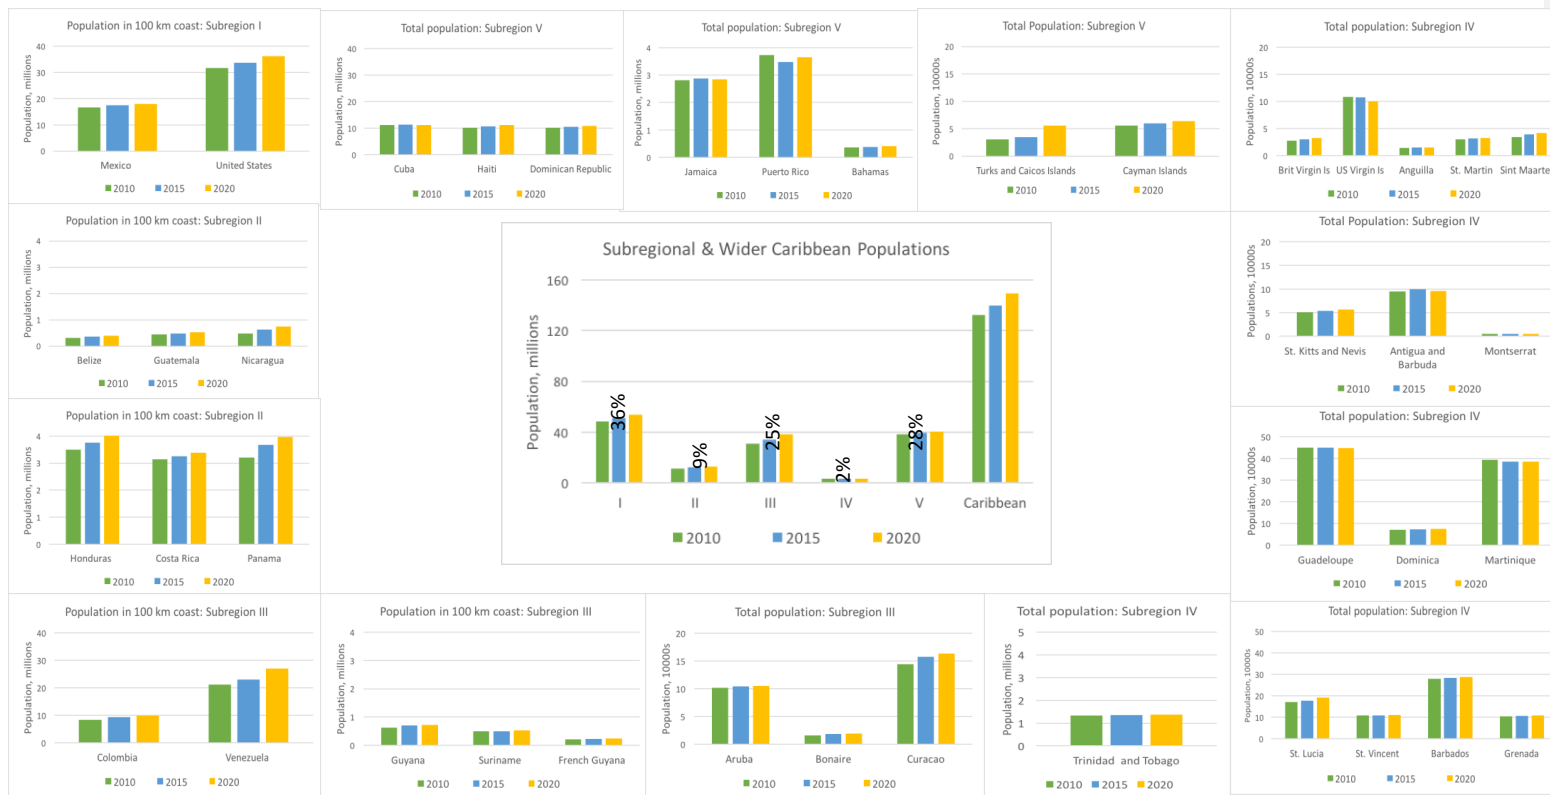 Population in 100 km coast: Subregion I
Population, millions
40
30
20
10
0
Mexico United States
2010 2015 2020
Total population: Subregion V
Population, millions
40
30
20
10
0
Cuba Haiti Dominican Republic
2010 2015 2020
Total population: Subregion V
Population, millions
4
3
2
1
0
Jamaica Puerto Rico Bahamas
2010 2015 2020
Total Population: Subregion V
Population, 10000s
20
15
10
5
0
Turks and Caicos Islands Cayman Islands
2010 2015 2020
Total population: Subregion IV
Population, 10000s
20
15
10
5
0
Brit Virgin Is US Virgin Is Anguilla St. Martin Sint Maarte
2010 2015 2020
Population in 100 km coast: Subregion II
Population, millions
4
3
2
1
0
Belize Guatemala Nicaragua
2010 2015 2020
Subregional & Wider Caribbean Populations
Population, millions
160
120
80
40
0
36%
9%
25%
2%
28%
I II III IV V Caribbean
2010 2015 2020
Total Population: Subregion IV
Populations, 10000s
20
15
10
5
0
St. Kitts and Nevis Antigua and Montserrat
Barbuda
2010 2015 2020
Population in 100 km coast: Subregion II
Population, millions
4
3
2
1
0
Honduras Costa Rica Panama
2010 2015 2020
Total population: Subregion IV
Population, 10000s
50
40
30
20
10
0
Guadeloupe Dominica Martinique
2010 2015 2020
Population in 100 km coast: Subregion III
Population, millions
40
30
20
10
0
Colombia Venezuela
2010 2015 2020
Population in 100 km coast: Subregion III
Population, millions
4
3
2
1
0
Guyana Suriname French Guyana
2010 2015 2020
Total population: Subregion III
Population, 10000s
20
15
10
5
0
Aruba Bonaire Curacao
2010 2015 2020
Total population: Subregion IV
Population, millions
5
4
3
2
1
0
Trinidad and Tobago
2010 2015 2020
Total population: Subregion IV
Population, 10000s
50
40
30
20
10
0
St. Lucia St. Vincent Barbados Grenada
2010 2015 2020